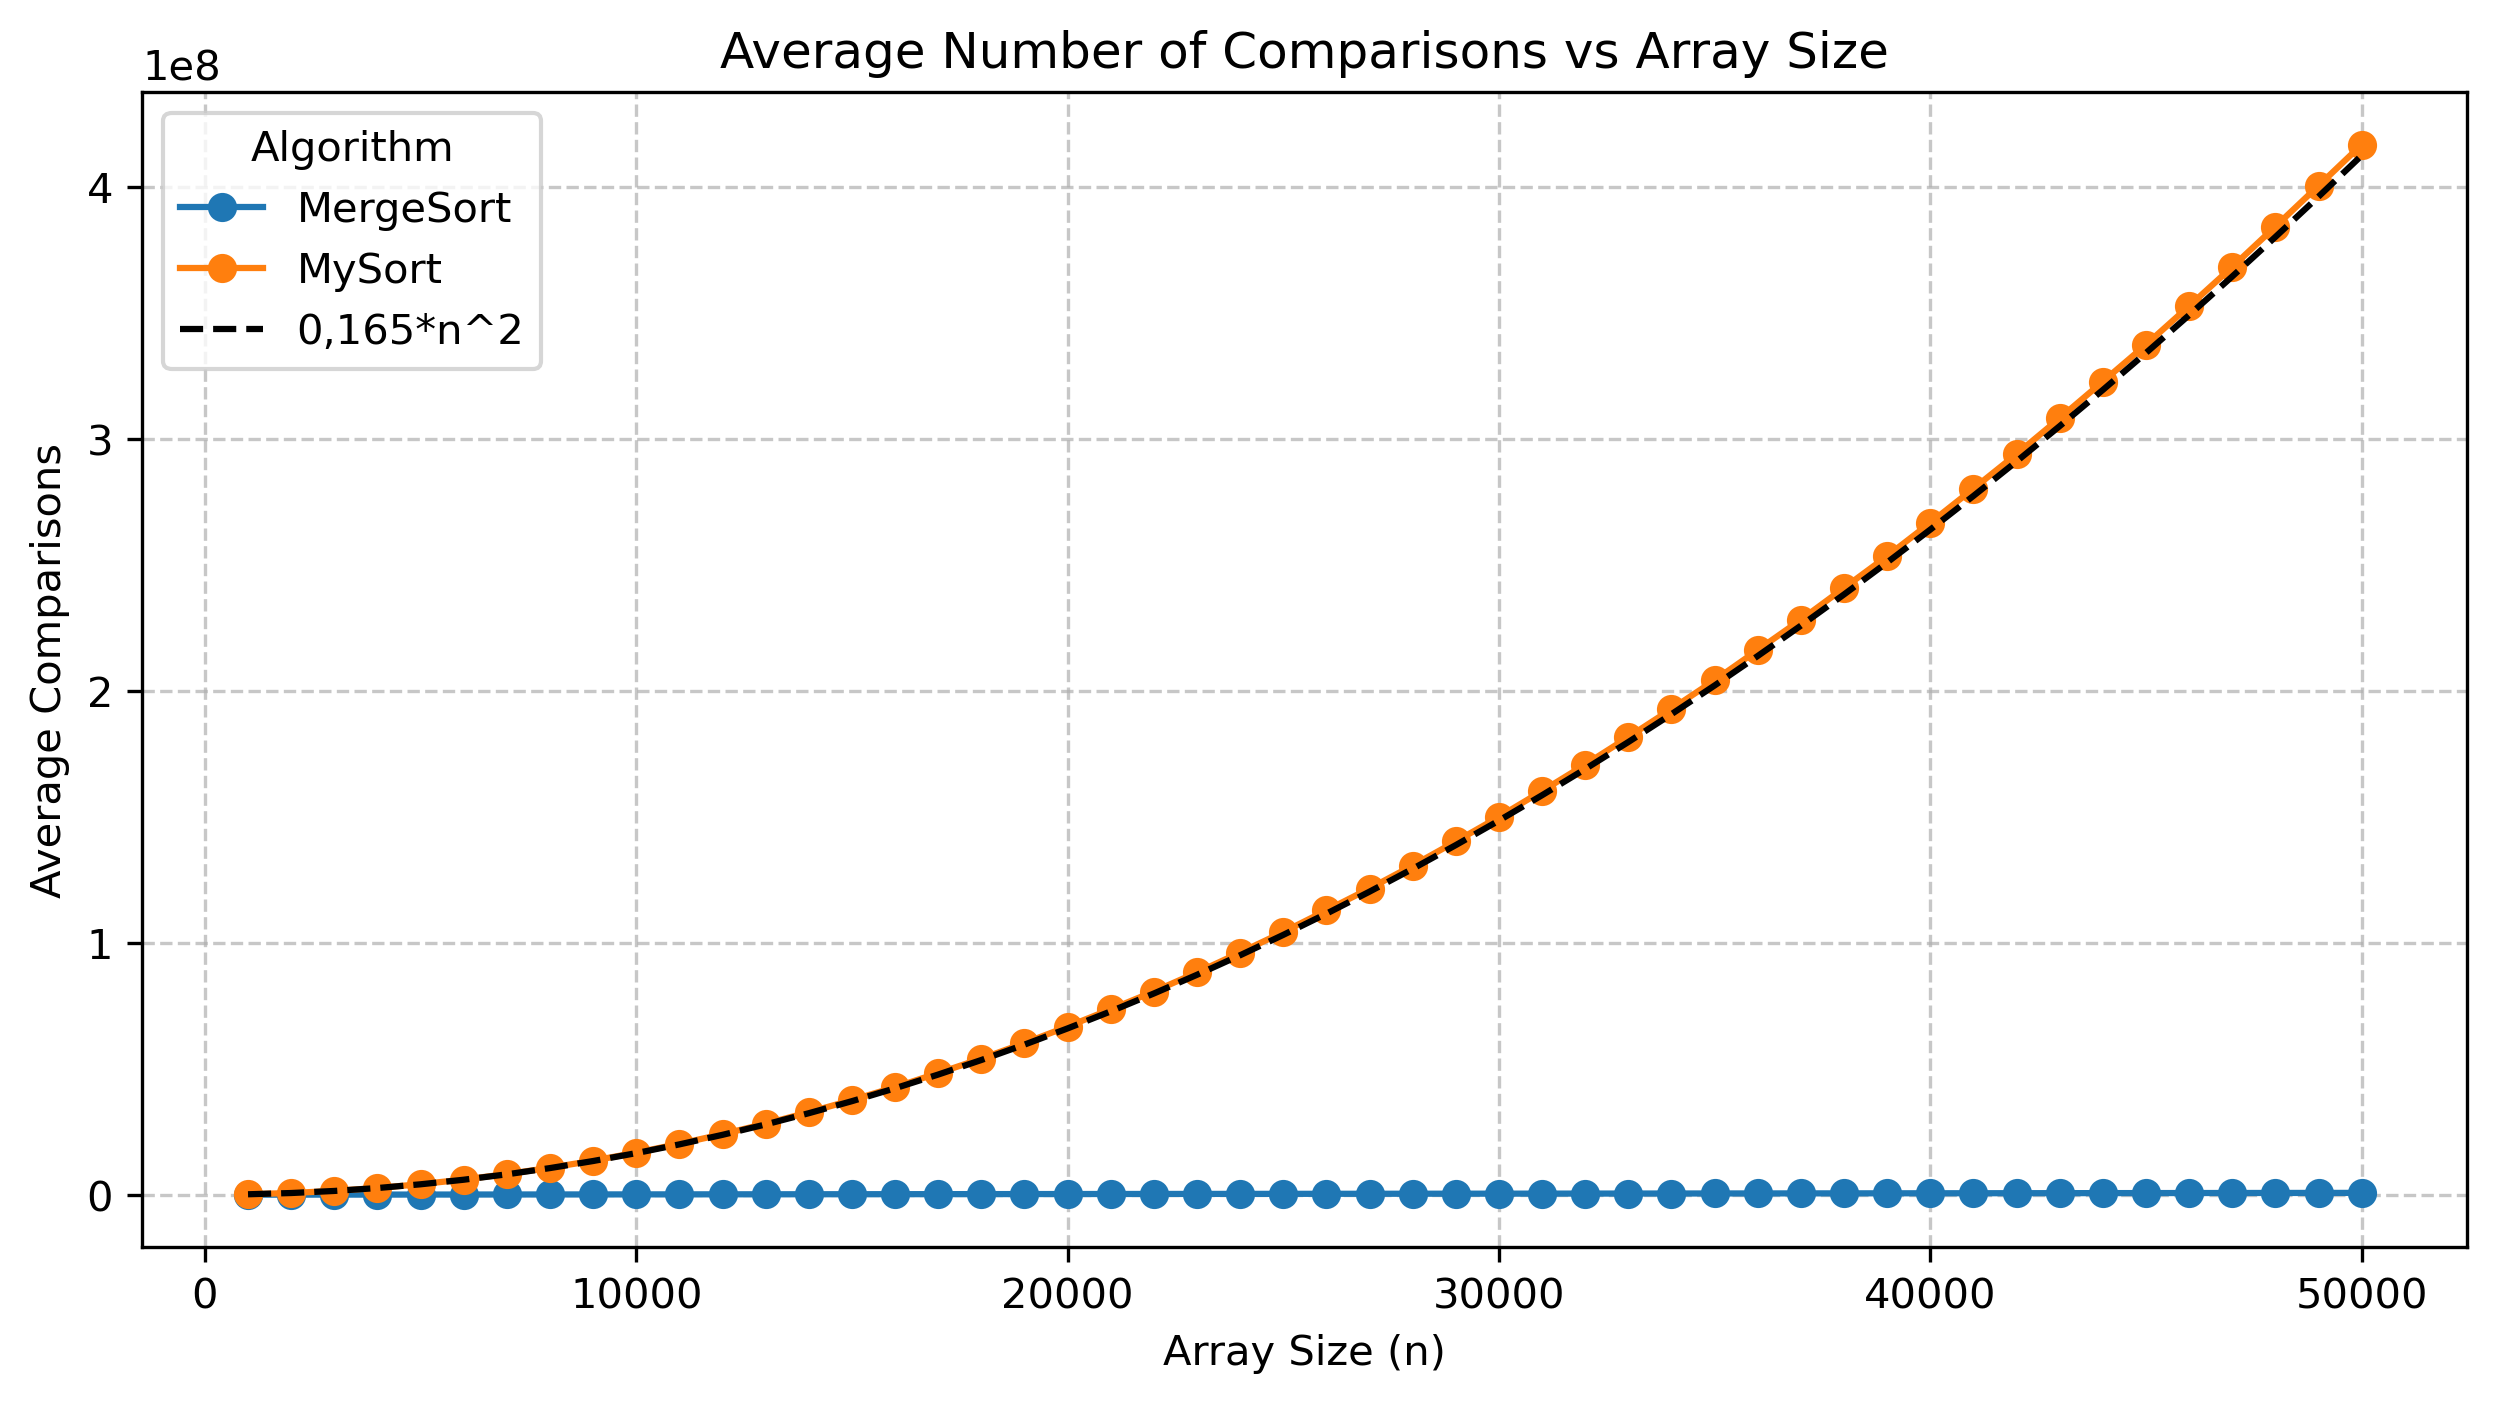 Average Number of Comparisons vs Array Size
1e8
Algorithm
MergeSort
MySort
0,165*n^2
4
3
2
1
0
Average Comparisons
0 10000 20000 30000 40000 50000
Array Size (n)